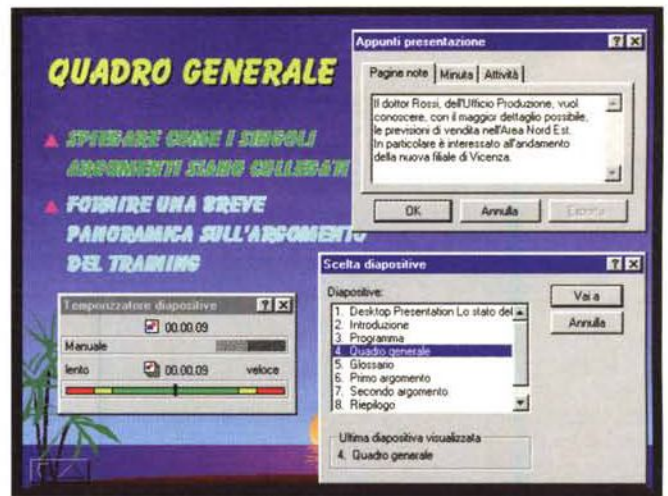 QUADRO GENERALE
SPIEGARE COME I SINGOLI
ARGOMENTI SIANO COLLEGATI
FORNIRE UNA BREVE
PANORAMICA SULL'ARGOMENTO
DEL TRAINING
Appunti presentazione
Pagine note Minuta Attività
Il dottor Rossi, dell'Ufficio Produzione, vuol
conoscere, con il maggior dettaglio possibile,
le previsioni di vendita nell'Area Nord Est.
In particolare è interessato all'andamento
della nuova filiale di Vicenza.
OK Annulla Esporta
Temporizzatore diapositive
00.00.09
Manuale
lento 00.00.09 veloce
Scelta diapositive
Diapositive:
1. Desktop Presentation Lo stato del
2. Introduzione
3. Programma
4. Quadro generale
5. Glossario
6. Primo argomento
7. Secondo argomento
8. Riepilogo
Vai a
Annulla
Ultima diapositiva visualizzata
4. Quadro generale